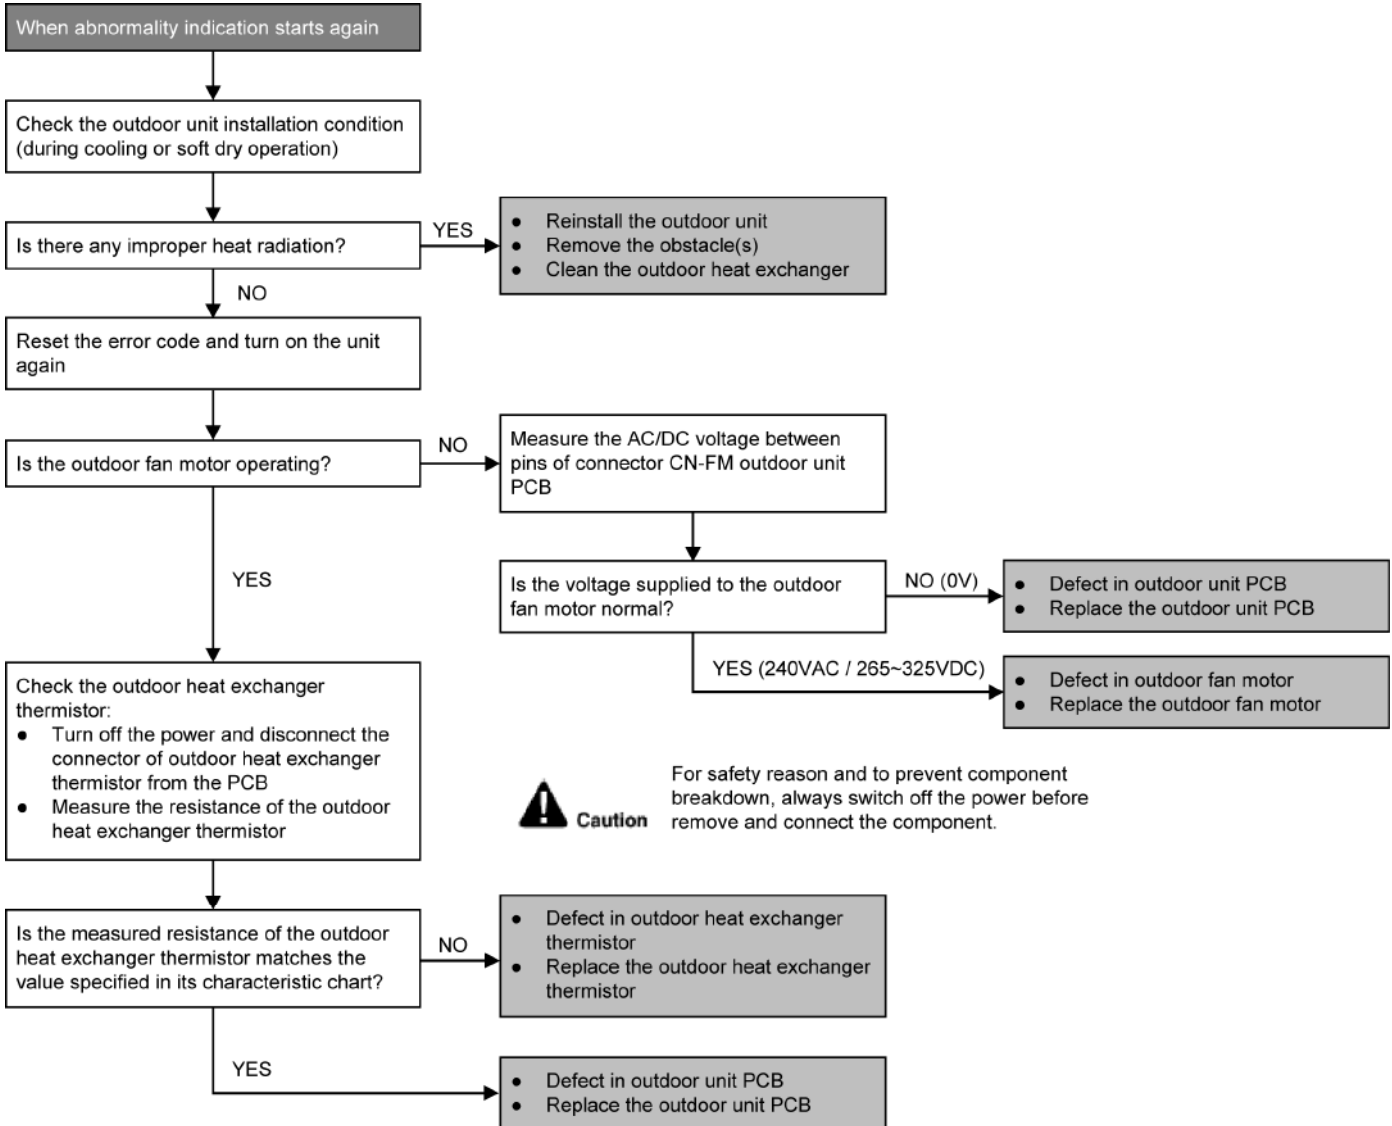 When abnormality indication starts again
Check the outdoor unit installation condition
(during cooling or soft dry operation)
Is there any improper heat radiation?
YES
● Reinstall the outdoor unit
● Remove the obstacle(s)
● Clean the outdoor heat exchanger
NO
Reset the error code and turn on the unit
again
Is the outdoor fan motor operating?
NO
Measure the AC/DC voltage between
pins of connector CN-FM outdoor unit
PCB
YES
Is the voltage supplied to the outdoor
fan motor normal?
NO (0V)
● Defect in outdoor unit PCB
● Replace the outdoor unit PCB
YES (240VAC / 265~325VDC)
● Defect in outdoor fan motor
● Replace the outdoor fan motor
Check the outdoor heat exchanger
thermistor:
● Turn off the power and disconnect the
connector of outdoor heat exchanger
thermistor from the PCB
● Measure the resistance of the outdoor
heat exchanger thermistor
Caution
For safety reason and to prevent component
breakdown, always switch off the power before
remove and connect the component.
Is the measured resistance of the outdoor
heat exchanger thermistor matches the
value specified in its characteristic chart?
NO
● Defect in outdoor heat exchanger
thermistor
● Replace the outdoor heat exchanger
thermistor
YES
● Defect in outdoor unit PCB
● Replace the outdoor unit PCB